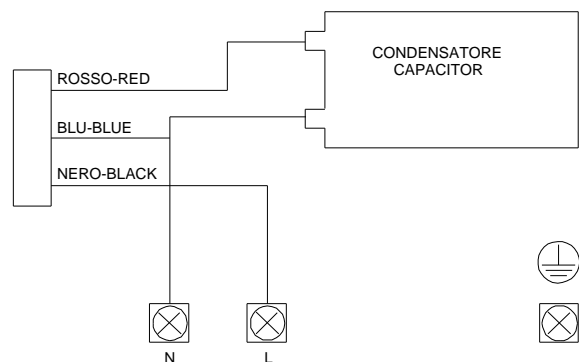 CONDENSATORE
CAPACITOR
ROSSO-RED
BLU-BLUE
NERO-BLACK
N
L